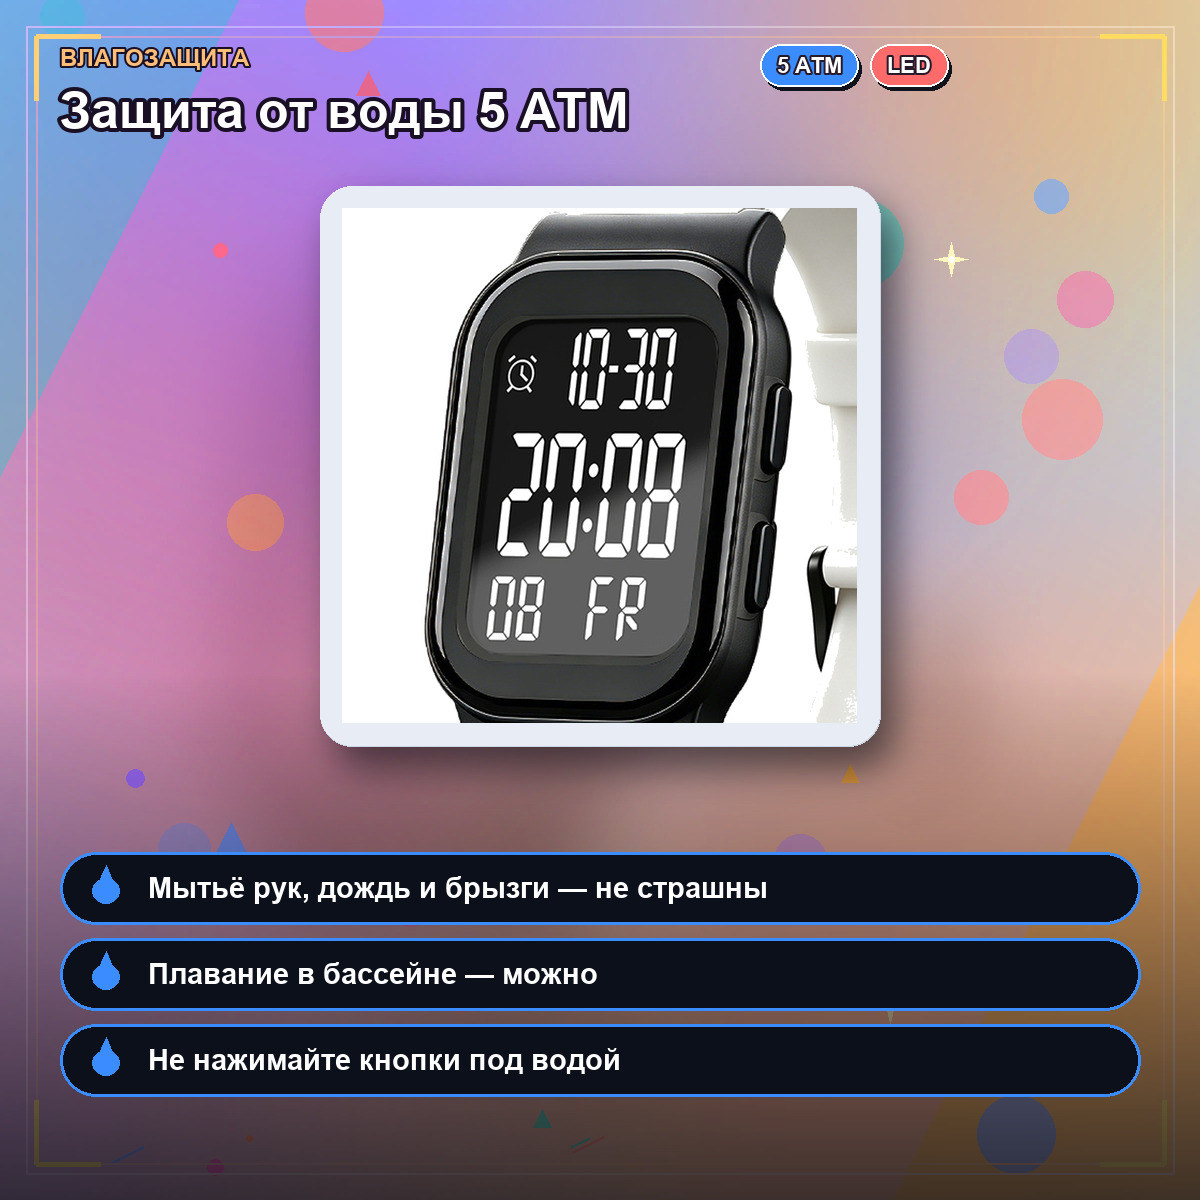 ВЛАГОЗАЩИТА
Защита от воды 5 ATM
5 ATM
LED
10-30
20:08
08 FR
Мытьё рук, дождь и брызги — не страшны
Плавание в бассейне — можно
Не нажимайте кнопки под водой